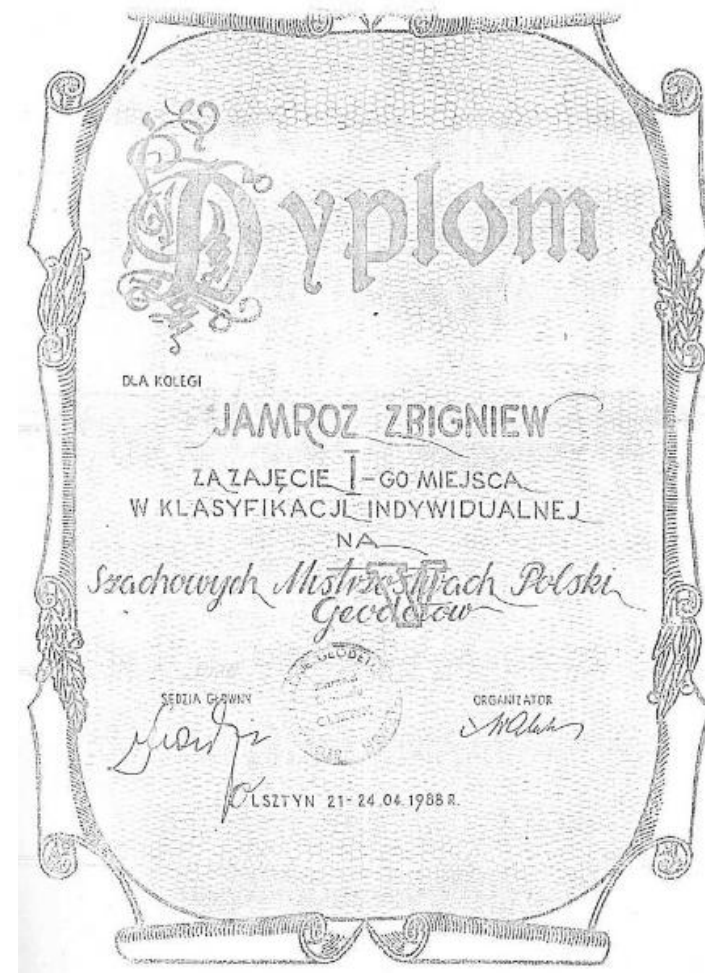 Dyplom
DLA KOLEGI
JAMROZ ZBIGNIEW
ZA ZAJĘCIE I-GO MIEJSCA
W KLASYFIKACJI INDYWIDUALNEJ
NA
Szachowych Mistrzostwach Polski
Geodetów
SĘDZIA GŁÓWNY
ORGANIZATOR
OLSZTYN 21-24.04.1988 R.